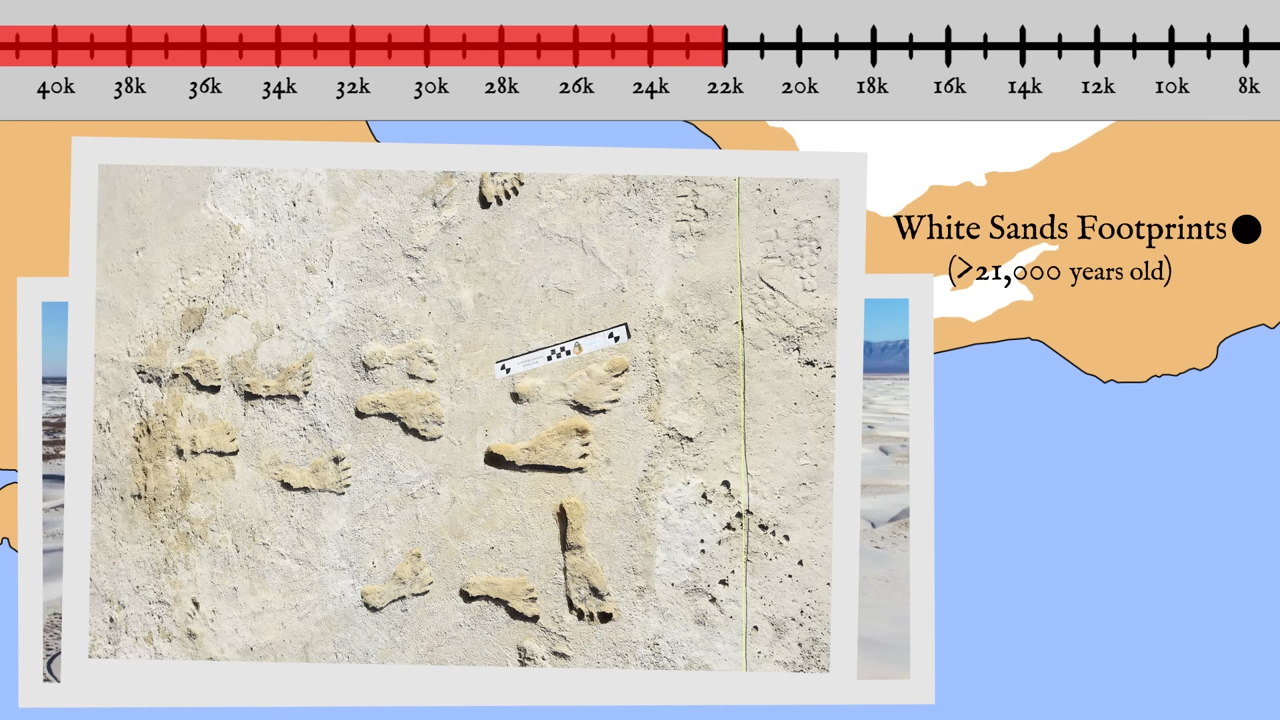 40k 38k 36k 34k 32k 30k 26k 24k 22k 20k 18k 16k 14k 12k 10k 8k
White Sands Footprints
(>21,000 years old)